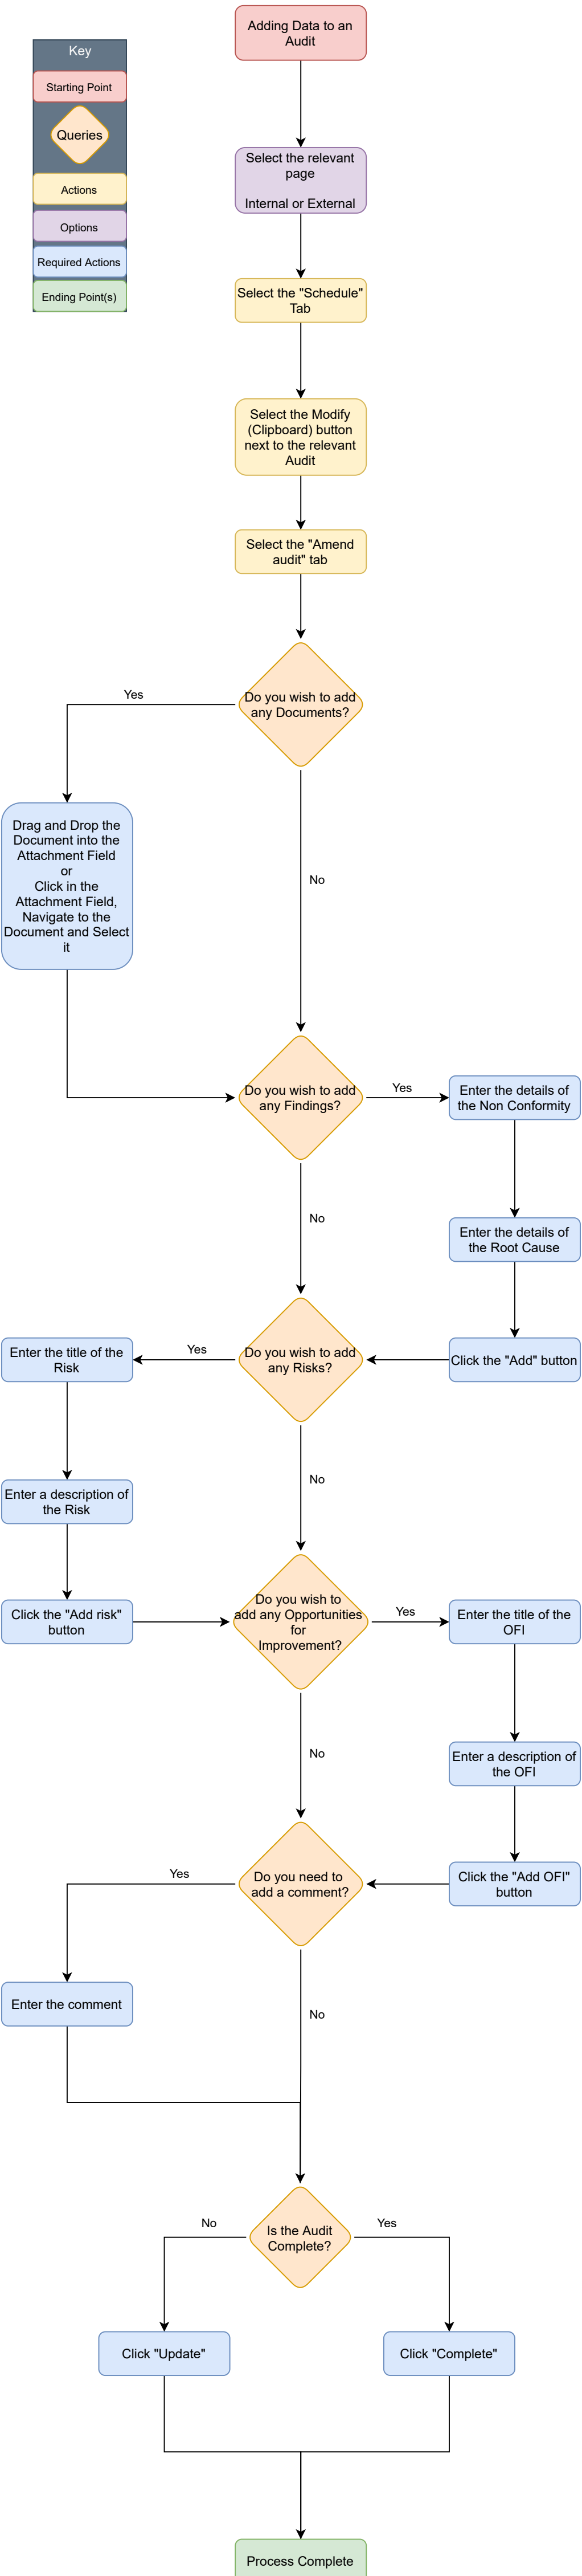 Adding Data to an
Audit
Key
Starting Point
Queries
Actions
Options
Required Actions
Ending Point(s)
Select the relevant
page
Internal or External
Select the "Schedule"
Tab
Select the Modify
(Clipboard) button
next to the relevant
Audit
Select the "Amend
audit" tab
Do you wish to add
any Documents?
Yes
No
Drag and Drop the
Document into the
Attachment Field
or
Click in the
Attachment Field,
Navigate to the
Document and Select
it
Do you wish to add
any Findings?
Yes
No
Enter the details of
the Non Conformity
Enter the details of
the Root Cause
Click the "Add" button
Do you wish to add
any Risks?
Yes
No
Enter the title of the
Risk
Enter a description of
the Risk
Click the "Add risk"
button
Do you wish to
add any Opportunities
for
Improvement?
Yes
No
Enter the title of the
OFI
Enter a description of
the OFI
Click the "Add OFI"
button
Do you need to
add a comment?
Yes
No
Enter the comment
Is the Audit
Complete?
No
Yes
Click "Update"
Click "Complete"
Process Complete